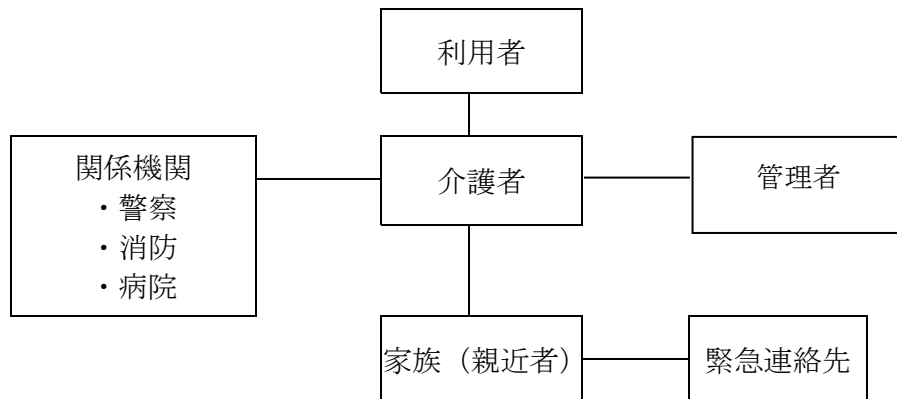 利用者
関係機関
・警察
・消防
・病院
介護者
管理者
家族（親近者）
緊急連絡先